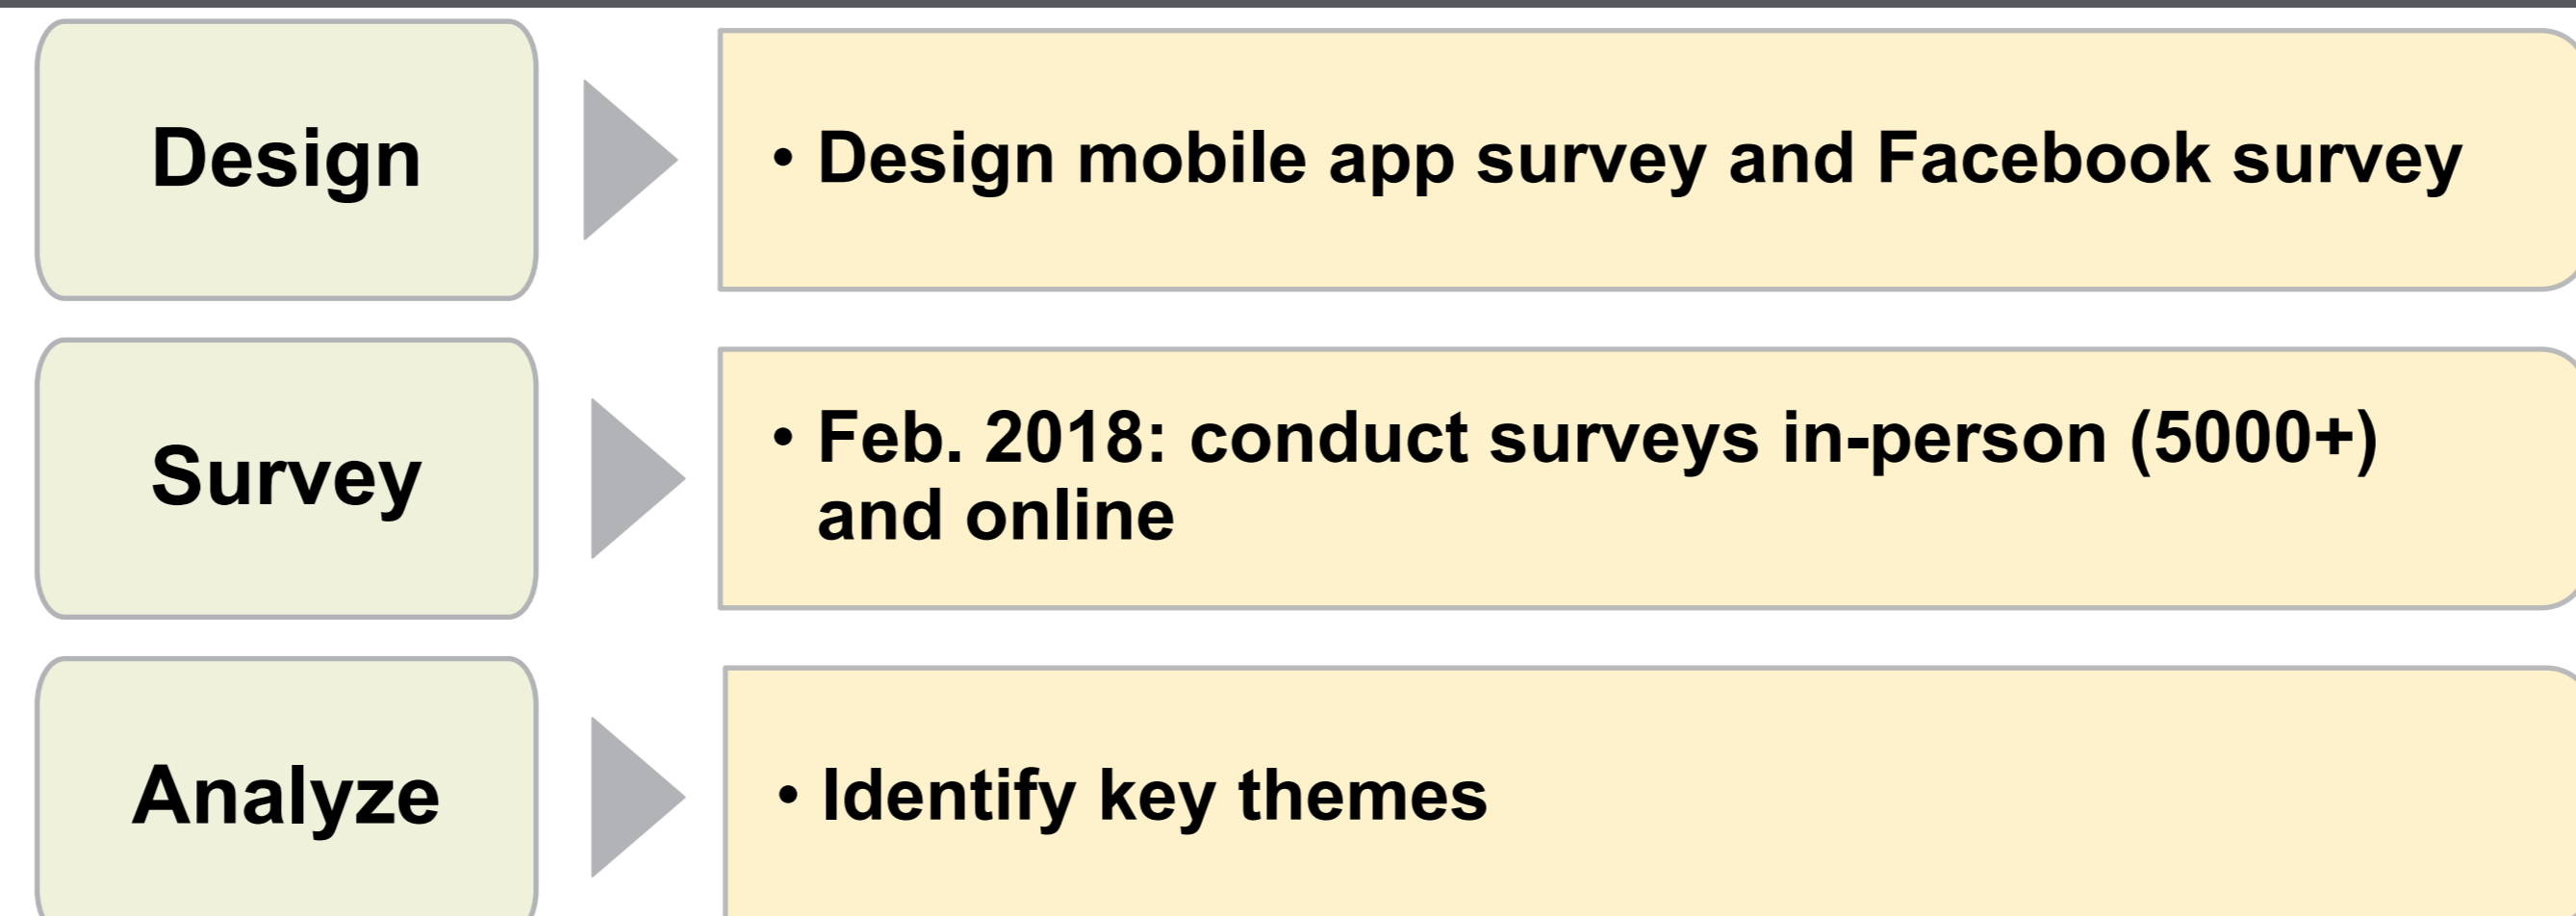 Design
• Design mobile app survey and Facebook survey
Survey
• Feb. 2018: conduct surveys in-person (5000+)
and online
Analyze
• Identify key themes